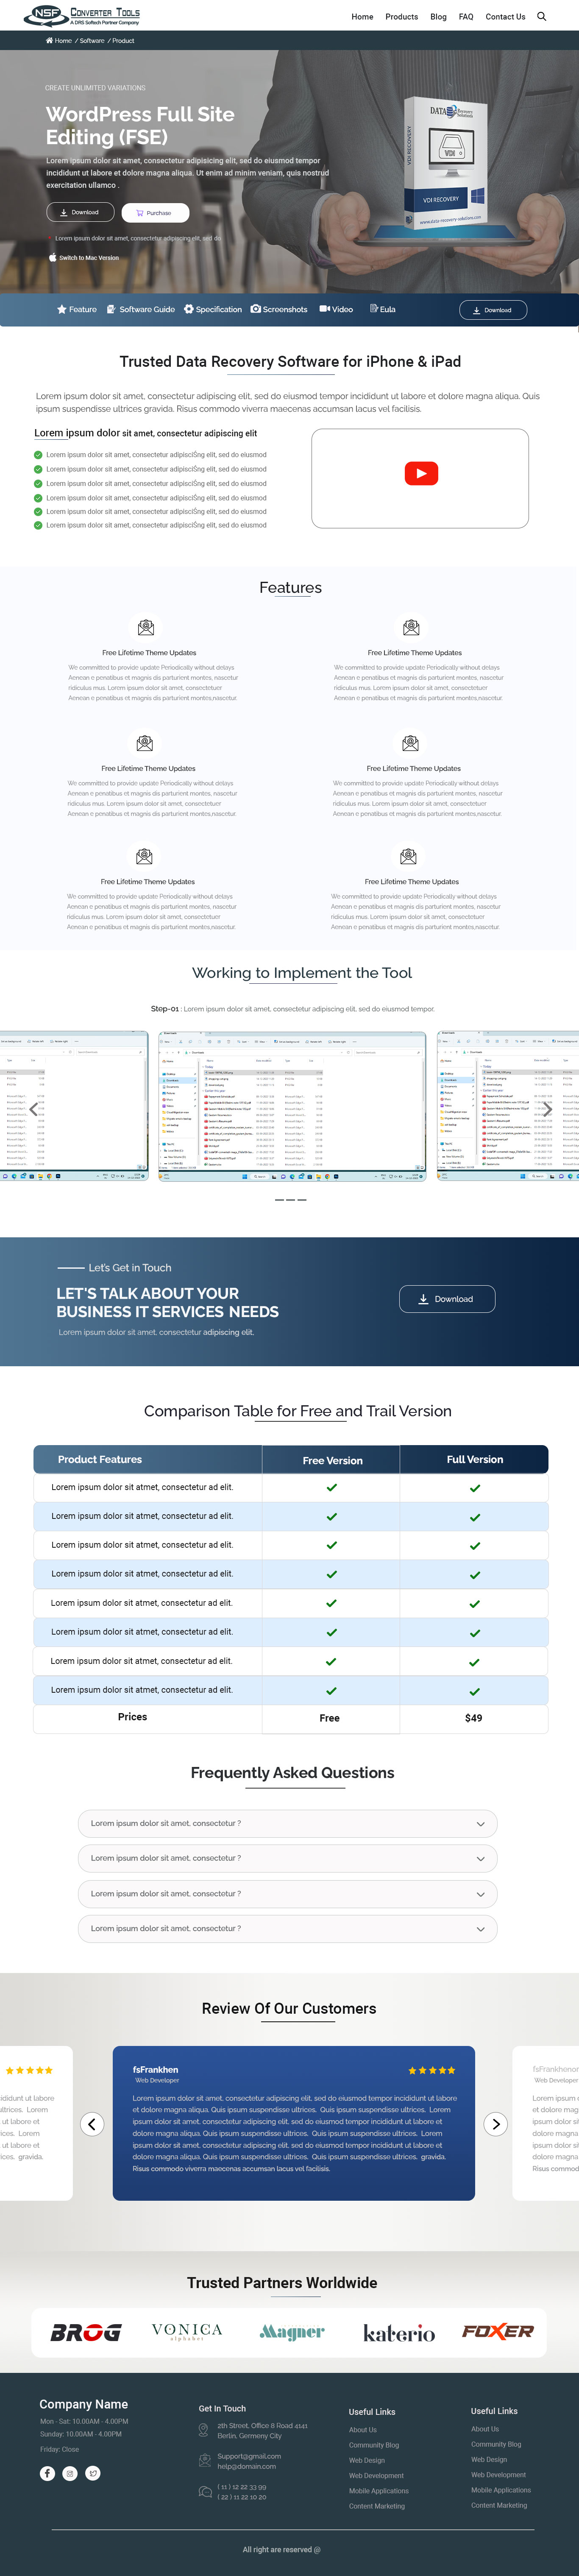 NSF CONVERTER TOOLS
A DRS Softech Partner Company
Home Products Blog FAQ Contact Us
Home / Software / Product
CREATE UNLIMITED VARIATIONS
WordPress Full Site
Editing (FSE)
Lorem ipsum dolor sit amet, consectetur adipisicing elit, sed do eiusmod tempor
incididunt ut labore et dolore magna aliqua. Ut enim ad minim veniam, quis nostrud
exercitation ullamco .
Download Purchase
Lorem ipsum dolor sit amet, consectetur adipiscing elit, sed do
Switch to Mac Version
DATA Recovery Solutions
VDI RECOVERY
VDI
VDI RECOVERY
www.data-recovery-solutions.com
Feature Software Guide Specification Screenshots Video Eula Download
Trusted Data Recovery Software for iPhone & iPad
Lorem ipsum dolor sit amet, consectetur adipiscing elit, sed do eiusmod tempor incididunt ut labore et dolore magna aliqua. Quis
ipsum suspendisse ultrices gravida. Risus commodo viverra maecenas accumsan lacus vel facilisis.
Lorem ipsum dolor sit amet, consectetur adipiscing elit
Lorem ipsum dolor sit amet, consectetur adipisciŠng elit, sed do eiusmod
Lorem ipsum dolor sit amet, consectetur adipisciŠng elit, sed do eiusmod
Lorem ipsum dolor sit amet, consectetur adipisciŠng elit, sed do eiusmod
Lorem ipsum dolor sit amet, consectetur adipisciŠng elit, sed do eiusmod
Lorem ipsum dolor sit amet, consectetur adipisciŠng elit, sed do eiusmod
Lorem ipsum dolor sit amet, consectetur adipisciŠng elit, sed do eiusmod
Features
Free Lifetime Theme Updates
We committed to provide update Periodically without delays
Aenean e penatibus et magnis dis parturient montes, nascetur
ridiculus mus. Lorem ipsum dolor sit amet, consectetuer
Aenean e penatibus et magnis dis parturient montes,nascetur.
Free Lifetime Theme Updates
We committed to provide update Periodically without delays
Aenean e penatibus et magnis dis parturient montes, nascetur
ridiculus mus. Lorem ipsum dolor sit amet, consectetuer
Aenean e penatibus et magnis dis parturient montes,nascetur.
Free Lifetime Theme Updates
We committed to provide update Periodically without delays
Aenean e penatibus et magnis dis parturient montes, nascetur
ridiculus mus. Lorem ipsum dolor sit amet, consectetuer
Aenean e penatibus et magnis dis parturient montes,nascetur.
Free Lifetime Theme Updates
We committed to provide update Periodically without delays
Aenean e penatibus et magnis dis parturient montes, nascetur
ridiculus mus. Lorem ipsum dolor sit amet, consectetuer
Aenean e penatibus et magnis dis parturient montes,nascetur.
Free Lifetime Theme Updates
We committed to provide update Periodically without delays
Aenean e penatibus et magnis dis parturient montes, nascetur
ridiculus mus. Lorem ipsum dolor sit amet, consectetuer
Aenean e penatibus et magnis dis parturient montes,nascetur.
Free Lifetime Theme Updates
We committed to provide update Periodically without delays
Aenean e penatibus et magnis dis parturient montes, nascetur
ridiculus mus. Lorem ipsum dolor sit amet, consectetuer
Aenean e penatibus et magnis dis parturient montes,nascetur.
Working to Implement the Tool
Step-01 : Lorem ipsum dolor sit amet, consectetur adipiscing elit, sed do eiusmod tempor.
Let's Get in Touch
LET'S TALK ABOUT YOUR
BUSINESS IT SERVICES NEEDS
Lorem ipsum dolor sit amet, consectetur adipiscing elit,
Download
Comparison Table for Free and Trail Version
Product Features Free Version Full Version
Lorem ipsum dolor sit atmet, consectetur ad elit.
Lorem ipsum dolor sit atmet, consectetur ad elit.
Lorem ipsum dolor sit atmet, consectetur ad elit.
Lorem ipsum dolor sit atmet, consectetur ad elit.
Lorem ipsum dolor sit atmet, consectetur ad elit.
Lorem ipsum dolor sit atmet, consectetur ad elit.
Lorem ipsum dolor sit atmet, consectetur ad elit.
Lorem ipsum dolor sit atmet, consectetur ad elit.
Prices Free $49
Frequently Asked Questions
Lorem ipsum dolor sit amet, consectetur ?
Lorem ipsum dolor sit amet, consectetur ?
Lorem ipsum dolor sit amet, consectetur ?
Lorem ipsum dolor sit amet, consectetur ?
Review Of Our Customers
fsFrankhen
Web Developer
Lorem ipsum dolor sit amet, consectetur adipiscing elit, sed do eiusmod tempor incididunt ut labore
et dolore magna aliqua. Quis ipsum suspendisse ultrices. Quis ipsum suspendisse ultrices. Lorem
ipsum dolor sit amet, consectetur adipiscing elit, sed do eiusmod tempor incididunt ut labore et
dolore magna aliqua. Quis ipsum suspendisse ultrices. Quis ipsum suspendisse ultrices. Lorem
ipsum dolor sit amet, consectetur adipiscing elit, sed do eiusmod tempor incididunt ut labore et
dolore magna aliqua. Quis ipsum suspendisse ultrices. Quis ipsum suspendisse ultrices. gravida.
Risus commodo viverra maecenas accumsan lacus vel facilisis.
Trusted Partners Worldwide
BROG
VONICA
alphabet
Magner
katerio
FOXER
Company Name
Mon - Sat: 10.00AM - 4.00PM
Sunday: 10.00AM - 4.00PM
Friday: Close
Get In Touch
2th Street, Office 8 Road 4141
Berlin, Germeny City
Support@gmail.com
help@domain.com
( 11 ) 12 22 33 99
( 22 ) 11 22 10 20
Useful Links
About Us
Community Blog
Web Design
Web Development
Mobile Applications
Content Marketing
Useful Links
About Us
Community Blog
Web Design
Web Development
Mobile Applications
Content Marketing
All right are reserved @